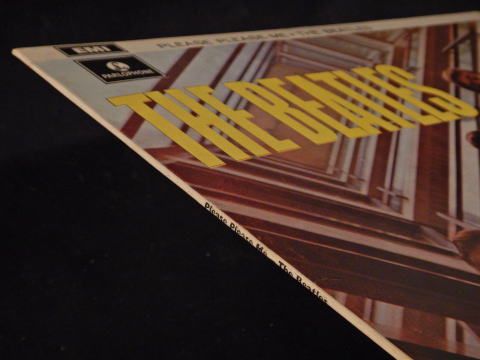 EMI
PLEASE PLEASE ME • THE BEATLES
PARLOPHONE
THE BEATLES
Please Please Me The Beatles